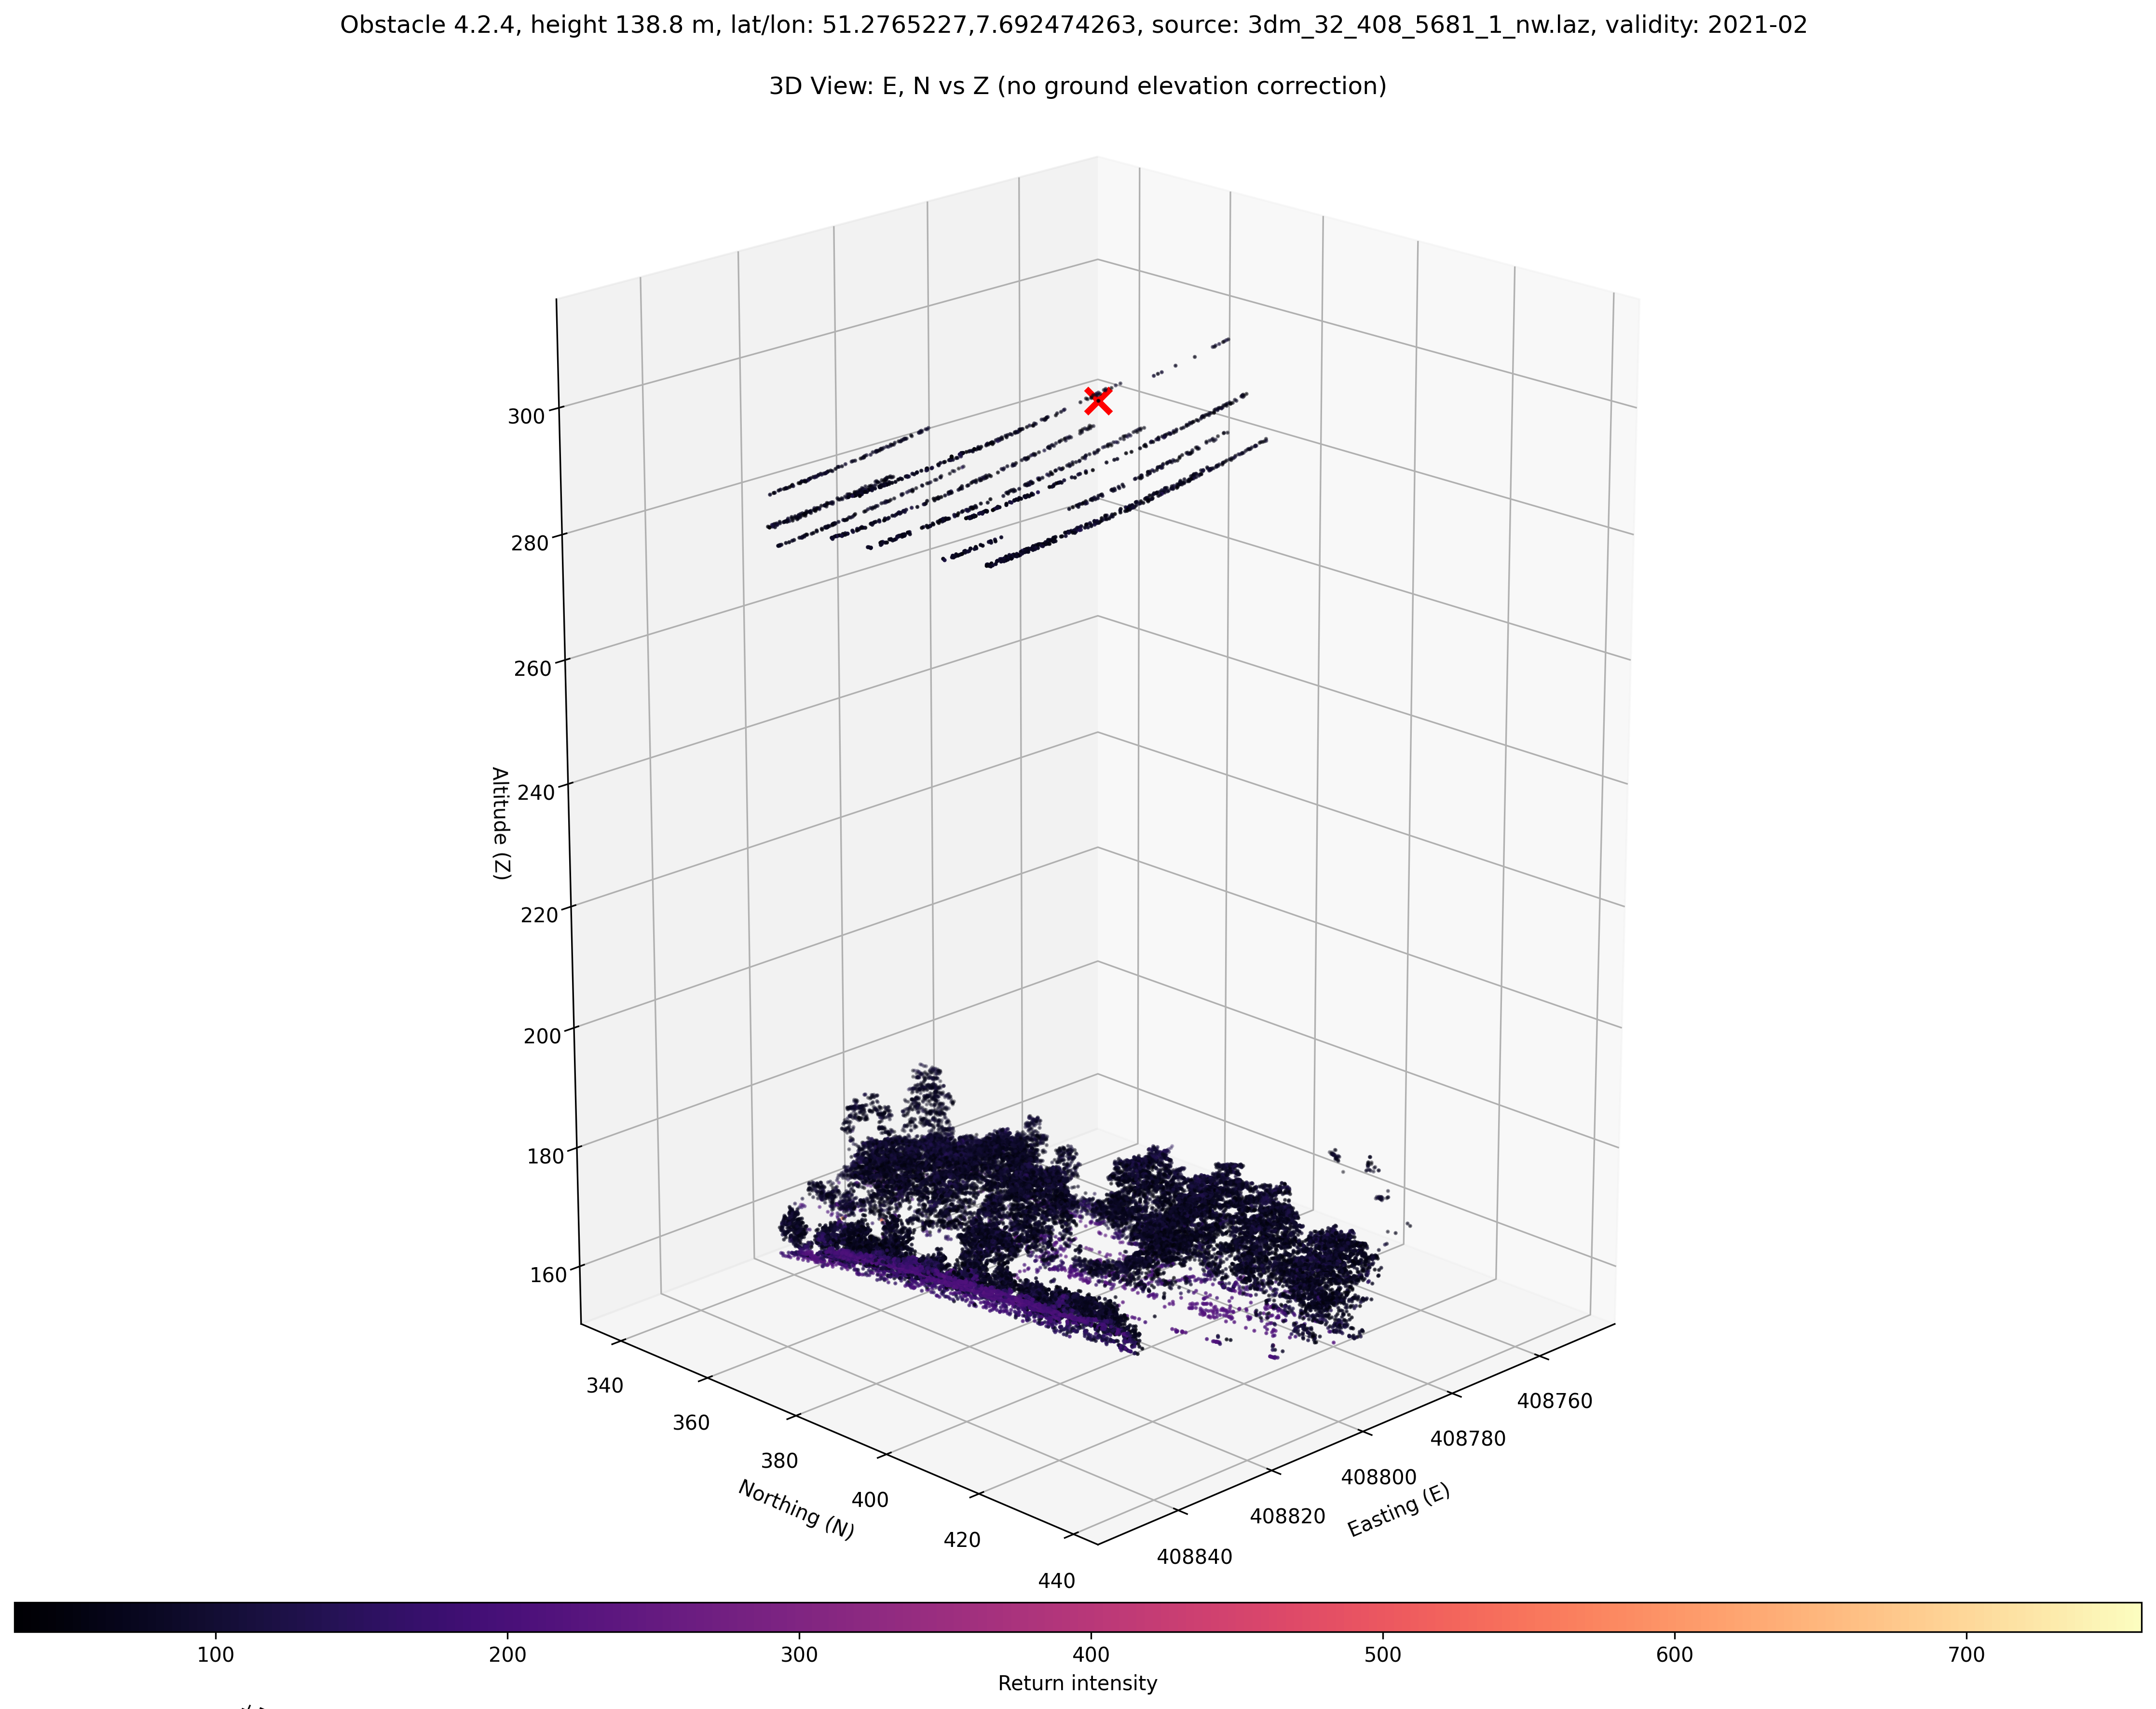 Obstacle 4.2.4, height 138.8 m, lat/lon: 51.2765227,7.692474263, source: 3dm_32_408_5681_1_nw.laz, validity: 2021-02
3D View: E, N vs Z (no ground elevation correction)
300
280
260
240
220
200
180
160
Altitude (Z)
340
360
380
400
420
440
Northing (N)
408760
408780
408800
408820
408840
Easting (E)
100 200 300 400 500 600 700
Return intensity